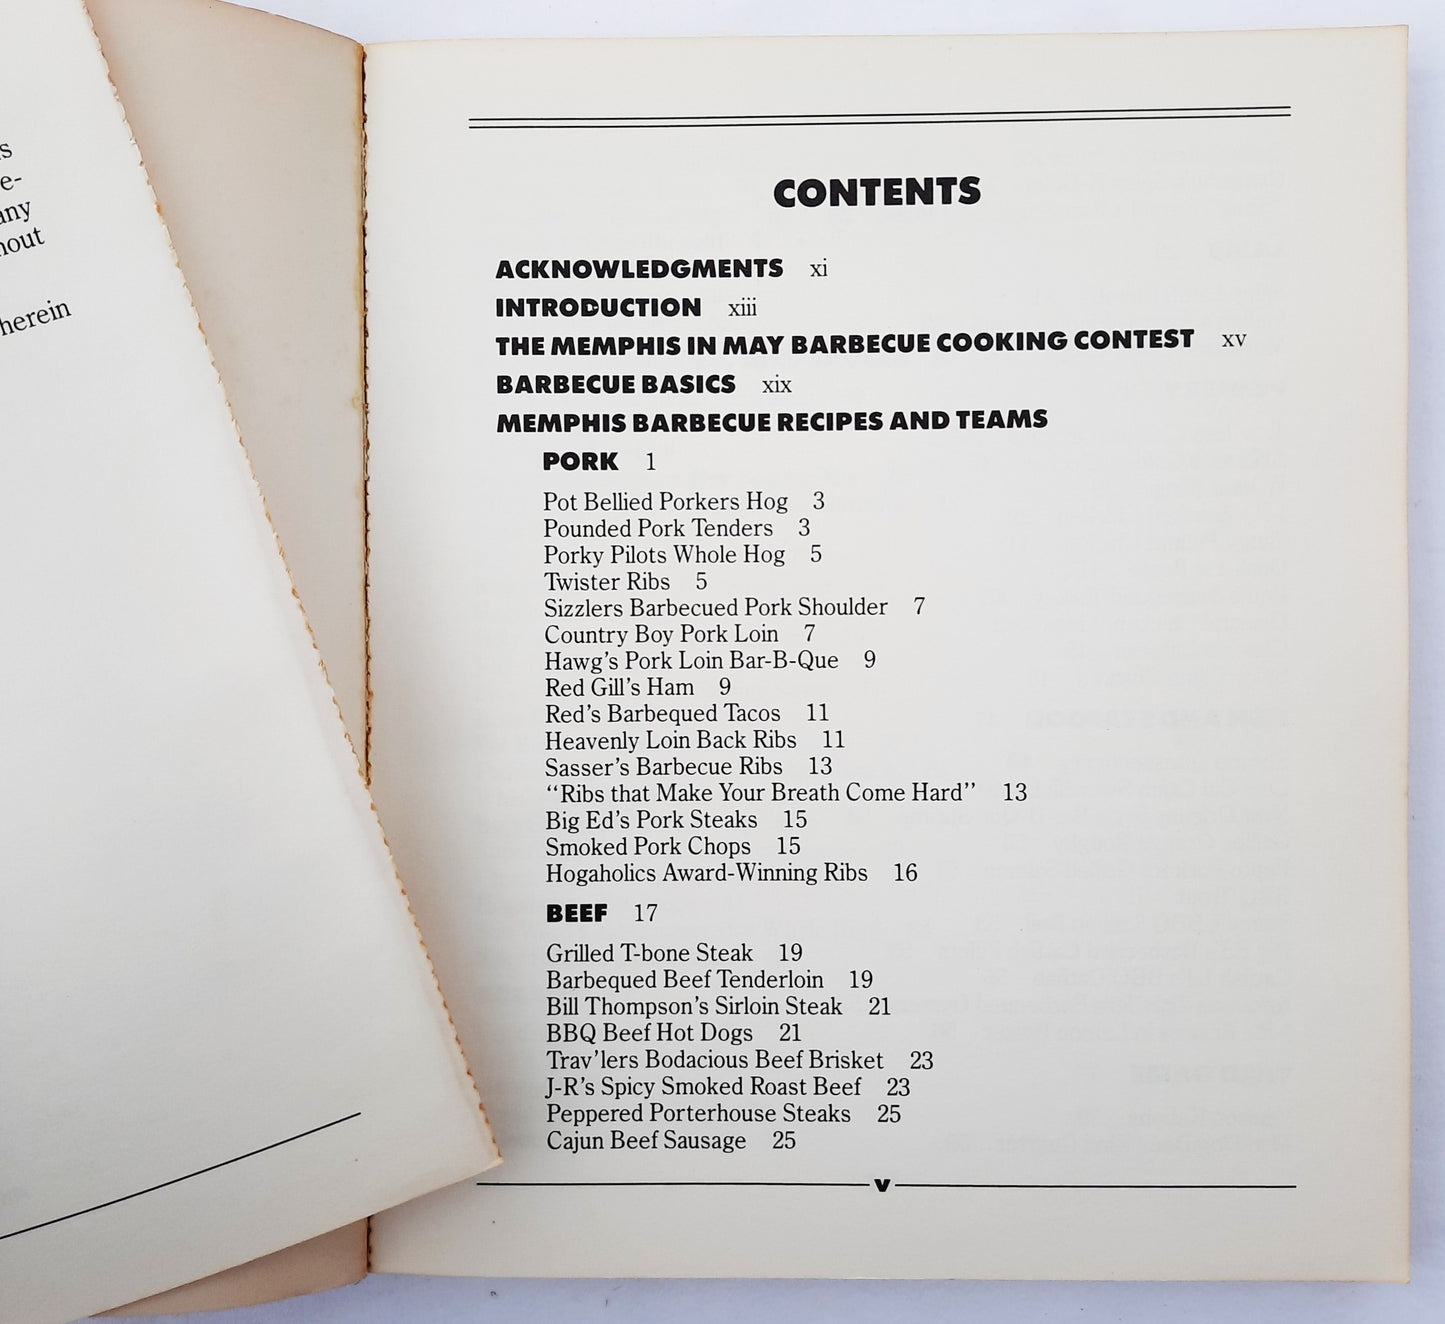 s
e-
any
hout
herein
CONTENTS
ACKNOWLEDGMENTS xi
INTRODUCTION xiii
THE MEMPHIS IN MAY BARBECUE COOKING CONTEST xv
BARBECUE BASICS xix
MEMPHIS BARBECUE RECIPES AND TEAMS
PORK 1
Pot Bellied Porkers Hog 3
Pounded Pork Tenders 3
Porky Pilots Whole Hog 5
Twister Ribs 5
Sizzlers Barbecued Pork Shoulder 7
Country Boy Pork Loin 7
Hawg's Pork Loin Bar-B-Que 9
Red Gill's Ham 9
Red's Barbequed Tacos 11
Heavenly Loin Back Ribs 11
Sasser's Barbecue Ribs 13
"Ribs that Make Your Breath Come Hard" 13
Big Ed's Pork Steaks 15
Smoked Pork Chops 15
Hogaholics Award-Winning Ribs 16
BEEF 17
Grilled T-bone Steak 19
Barbequed Beef Tenderloin 19
Bill Thompson's Sirloin Steak 21
BBQ Beef Hot Dogs 21
Trav'lers Bodacious Beef Brisket 23
J-R's Spicy Smoked Roast Beef 23
Peppered Porterhouse Steaks 25
Cajun Beef Sausage 25
v